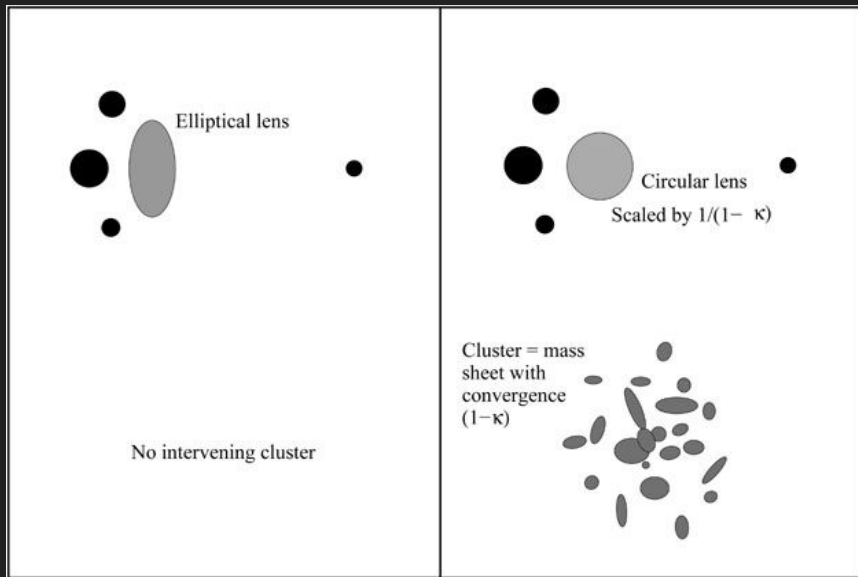 Elliptical lens
No intervening cluster
Circular lens
Scaled by 1/(1− κ)
Cluster = mass
sheet with
convergence
(1−κ)